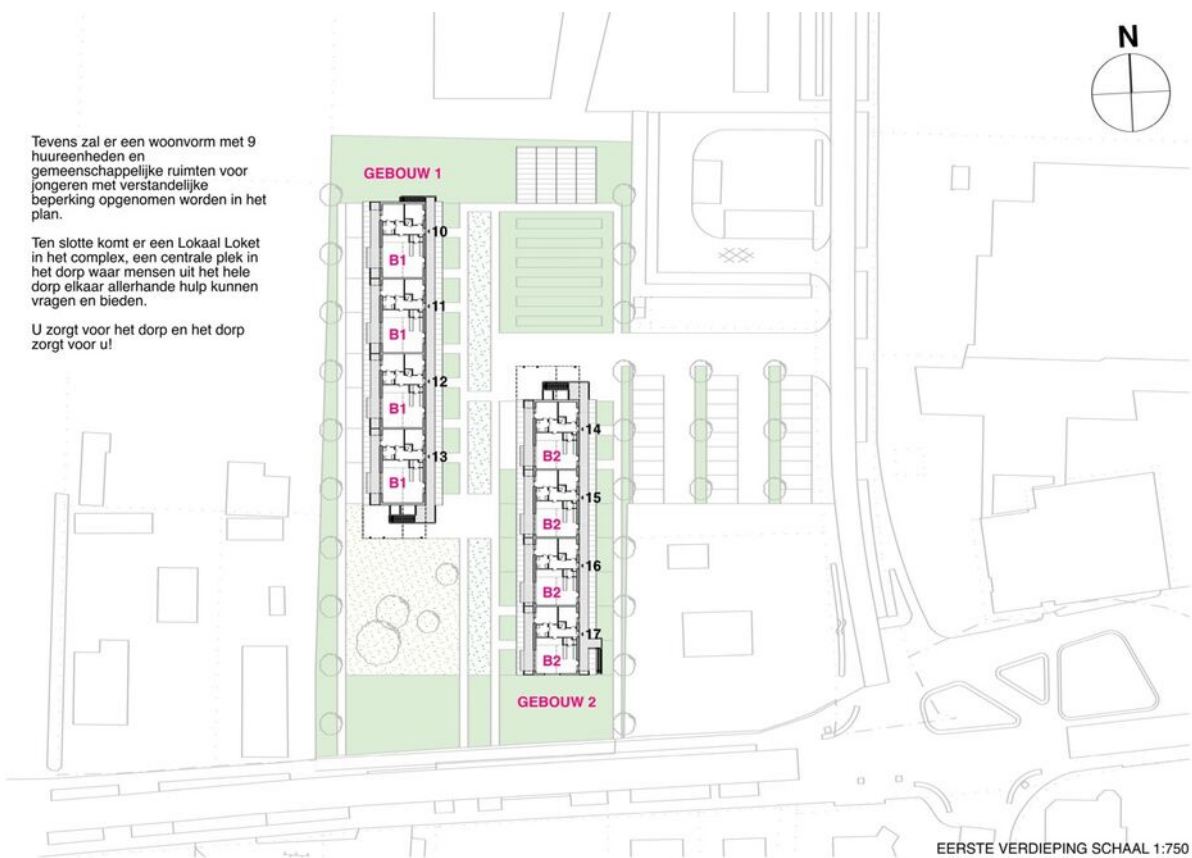 N
Tevens zal er een woonvorm met 9
huureenheden en
gemeenschappelijke ruimten voor
jongeren met verstandelijke
beperking opgenomen worden in het
plan.
Ten slotte komt er een Lokaal Loket
in het complex, een centrale plek in
het dorp waar mensen uit het hele
dorp elkaar allerhande hulp kunnen
vragen en bieden.
U zorgt voor het dorp en het dorp
zorgt voor u!
GEBOUW 1
10
B1
11
B1
12
B1
13
B1
14
B2
15
B2
16
B2
17
B2
GEBOUW 2
EERSTE VERDIEPING SCHAAL 1:750